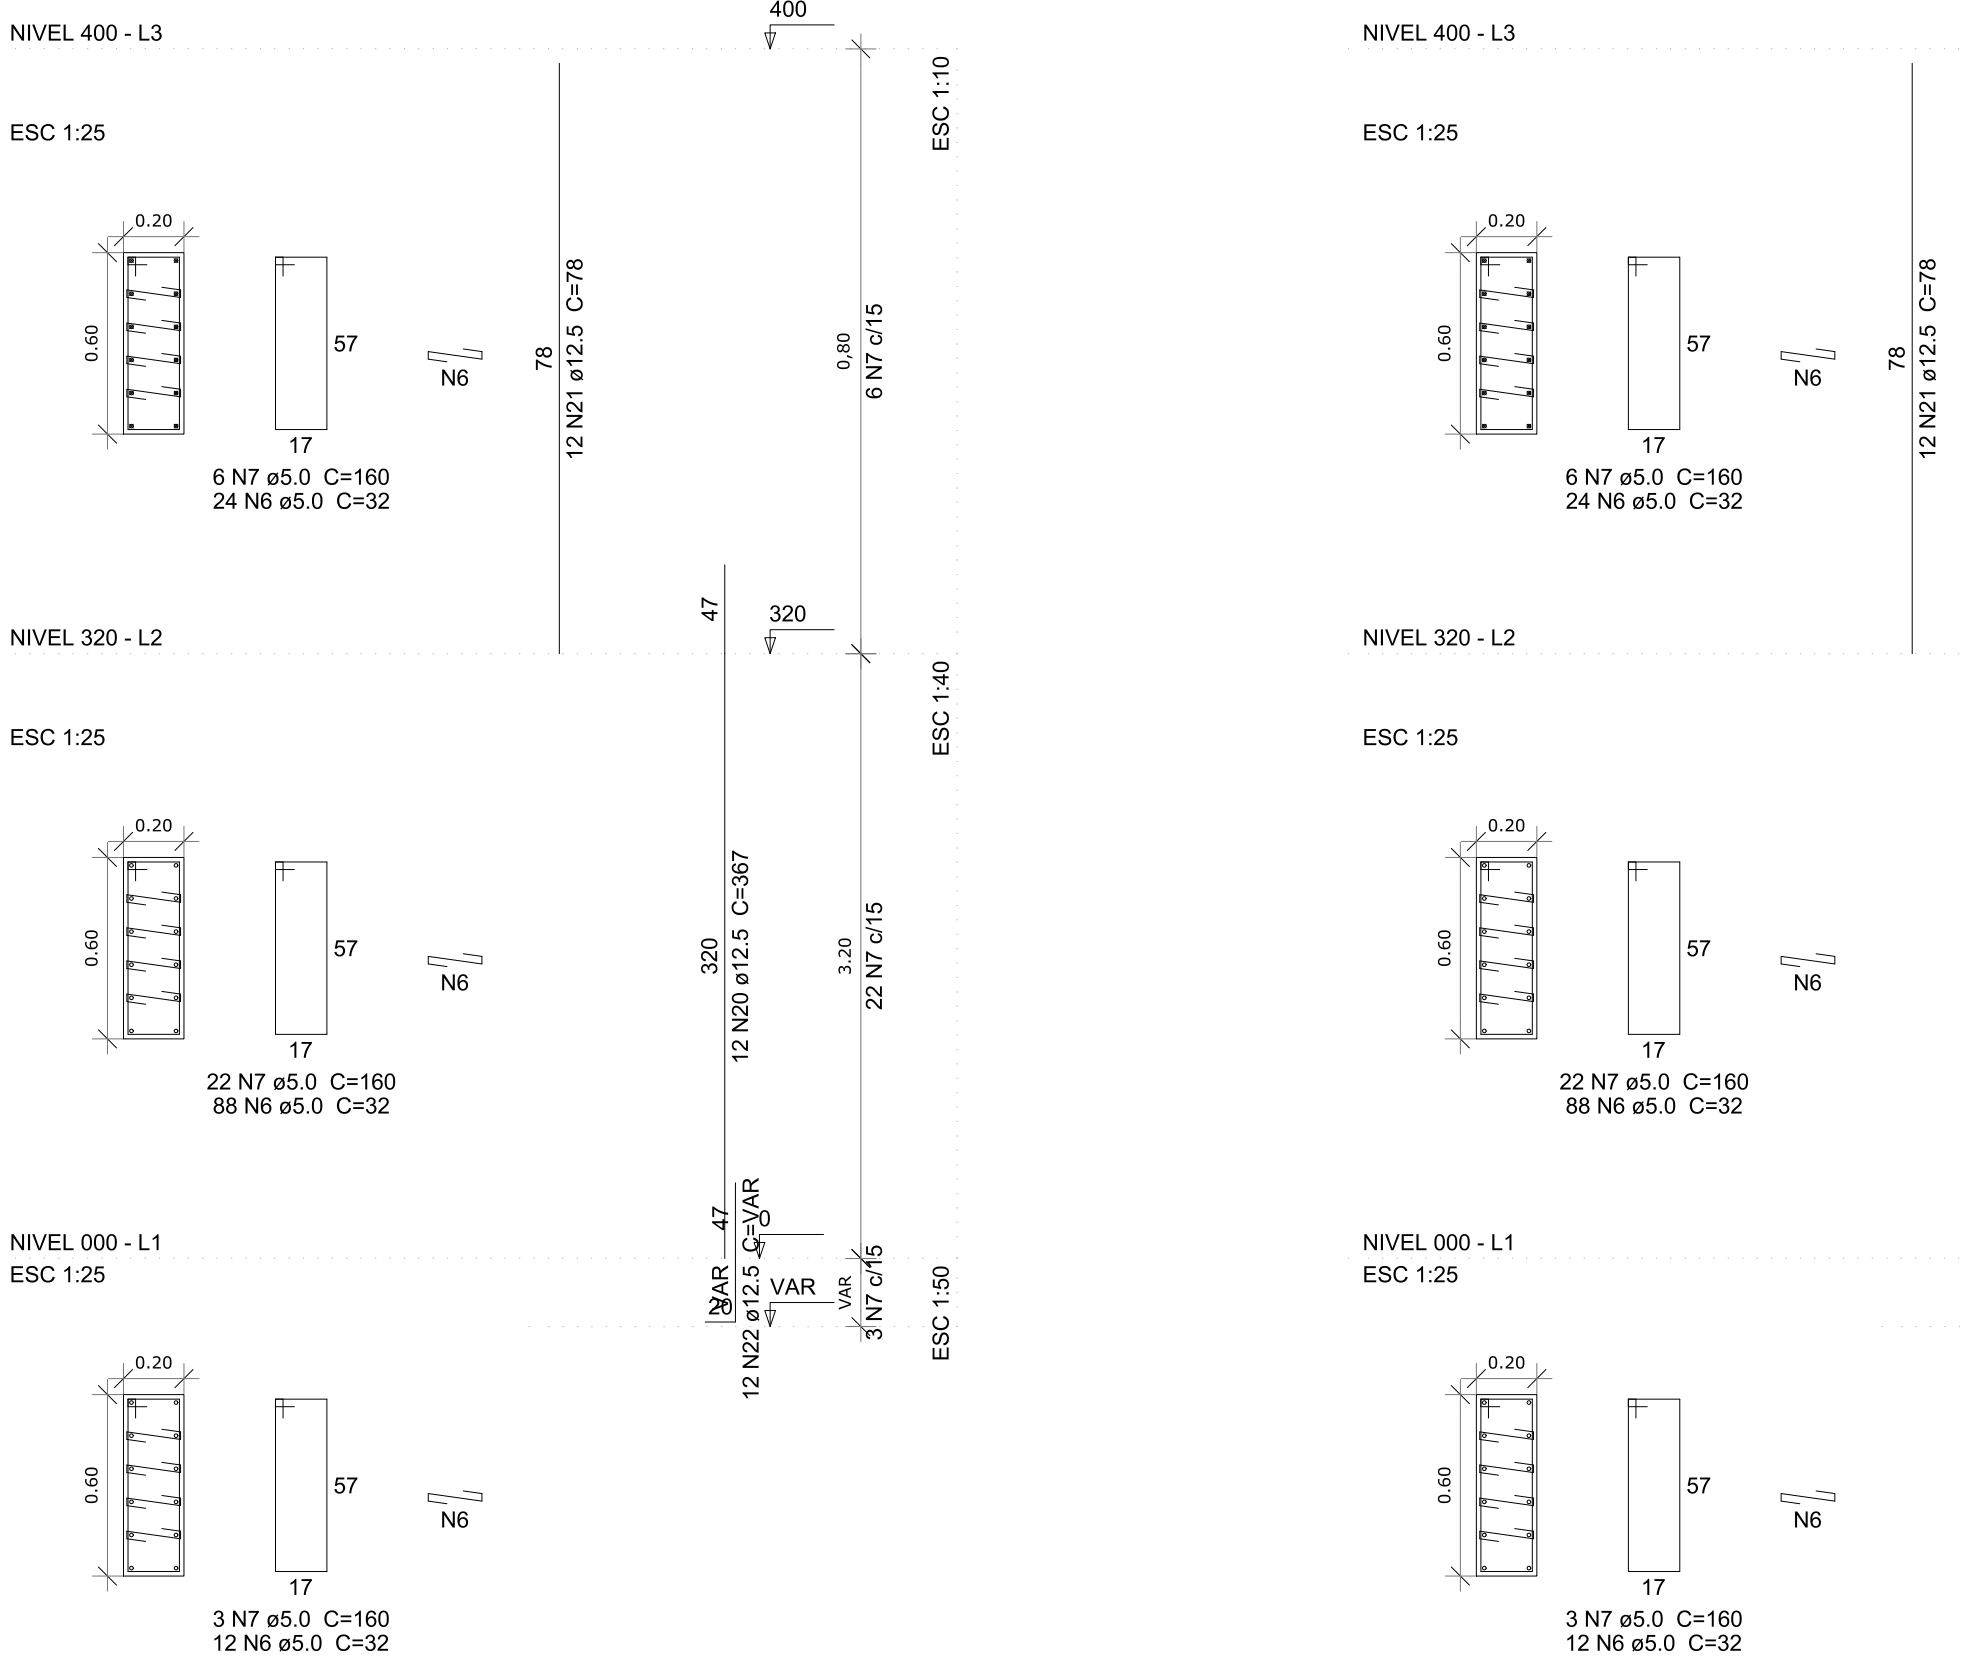 400
NIVEL 400 - L3
ESC 1:10
ESC 1:25
0.20
0.60
57
17
N6
6 N7 ø5.0 C=160
24 N6 ø5.0 C=32
78
12 N21 ø12.5 C=78
0,80
6 N7 c/15
47
320
NIVEL 320 - L2
ESC 1:40
ESC 1:25
0.20
0.60
57
17
N6
22 N7 ø5.0 C=160
88 N6 ø5.0 C=32
320
12 N20 ø12.5 C=367
3.20
22 N7 c/15
47
0
NIVEL 000 - L1
ESC 1:25
VAR
20
12 N22 ø12.5 C=VAR
VAR
VAR
3 N7 c/15
ESC 1:50
0.20
0.60
57
17
N6
3 N7 ø5.0 C=160
12 N6 ø5.0 C=32
NIVEL 400 - L3
ESC 1:25
0.20
0.60
57
17
N6
6 N7 ø5.0 C=160
24 N6 ø5.0 C=32
78
12 N21 ø12.5 C=78
NIVEL 320 - L2
ESC 1:25
0.20
0.60
57
17
N6
22 N7 ø5.0 C=160
88 N6 ø5.0 C=32
NIVEL 000 - L1
ESC 1:25
0.20
0.60
57
17
N6
3 N7 ø5.0 C=160
12 N6 ø5.0 C=32